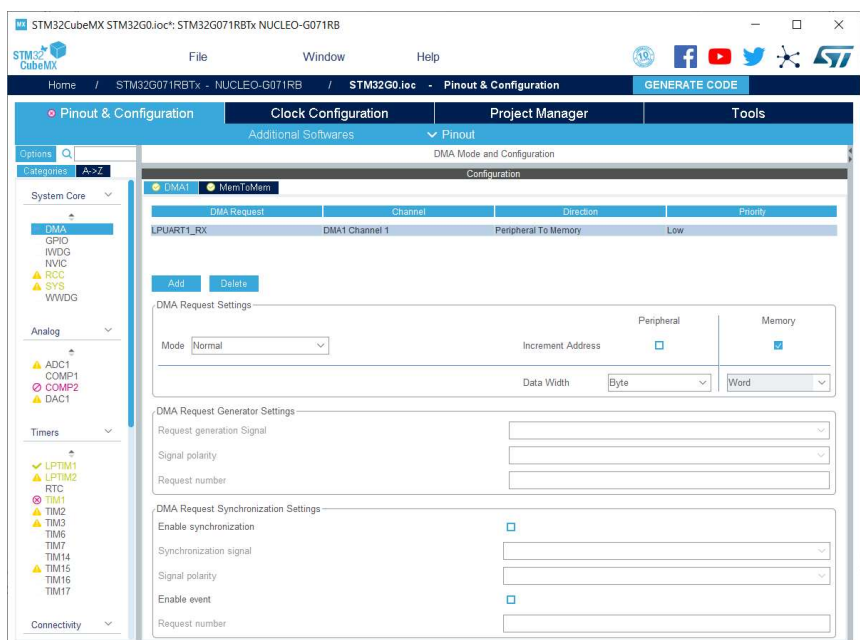 STM32CubeMX STM32G0.ioc*: STM32G071RBTx NUCLEO-G071RB
STM32 CubeMX
File Window Help
19
Home / STM32G071RBTx - NUCLEO-G071RB / STM32G0.ioc - Pinout & Configuration GENERATE CODE
Pinout & Configuration Clock Configuration Project Manager Tools
Additional Softwares Pinout
Options DMA Mode and Configuration
Categories A->Z Configuration
DMA1 MemToMem
System Core
DMA
GPIO
IWDG
NVIC
RCC
SYS
WWDG
Analog
ADC1
COMP1
COMP2
DAC1
Timers
LPTIM1
LPTIM2
RTC
TIM1
TIM2
TIM3
TIM6
TIM7
TIM14
TIM15
TIM16
TIM17
Connectivity
DMA Request Channel Direction Priority
LPUART1_RX DMA1 Channel 1 Peripheral To Memory Low
Add Delete
DMA Request Settings
Peripheral Memory
Mode Normal Increment Address
Data Width Byte Word
DMA Request Generator Settings
Request generation Signal
Signal polarity
Request number
DMA Request Synchronization Settings
Enable synchronization
Synchronization signal
Signal polarity
Enable event
Request number